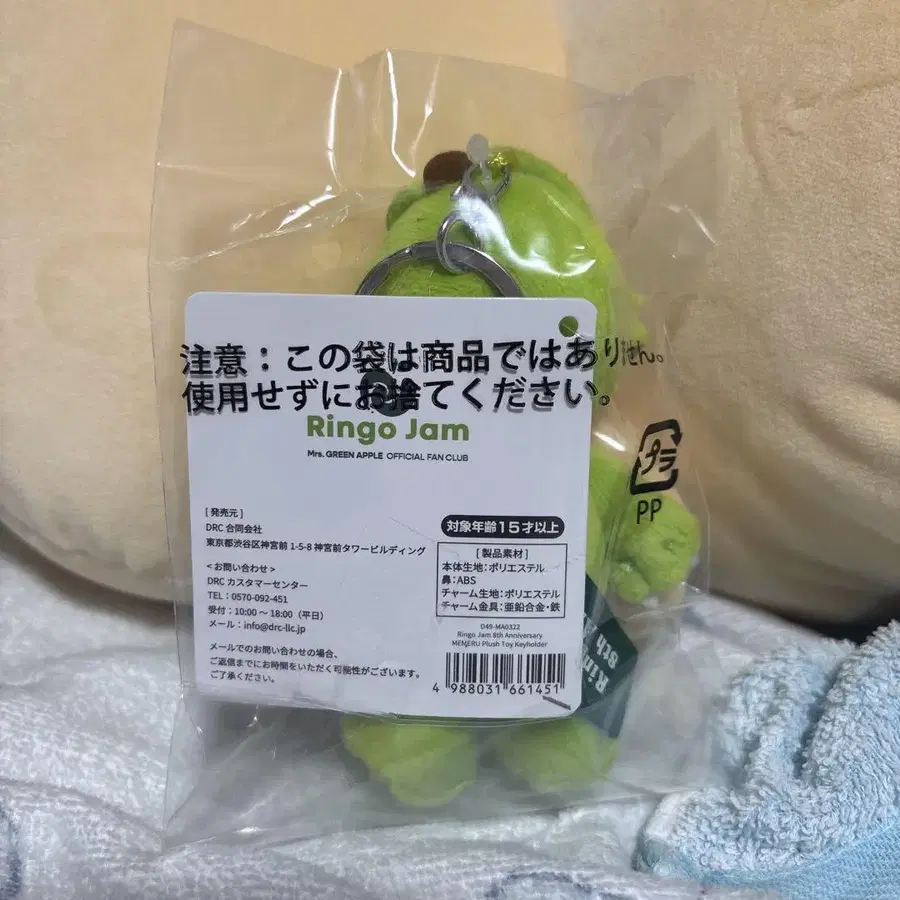 注意：この袋は商品ではありません。
使用せずにお捨てください。
Ringo Jam
Mrs. GREEN APPLE OFFICIAL FAN CLUB
[ 発売元 ]
DRC 合同会社
東京都渋谷区神宮前 1-5-8 神宮前タワービルディング
< お問い合わせ >
DRC カスタマーセンター
TEL：0570-092-451
受付：10:00 〜 18:00（平日）
メール：info@drc-llc.jp
メールでのお問い合わせの場合、
ご返信までにお時間をいただく可能性がございます。
ご了承ください。
対象年齢15才以上
[ 製品素材 ]
本体生地：ポリエステル
鼻：ABS
チャーム生地：ポリエステル
チャーム金具：亜鉛合金・鉄
D49-MA0322
Ringo Jam 8th Anniversary
MEMERU Plush Toy Keyholder
4 988031 661451
プラ
PP
8th